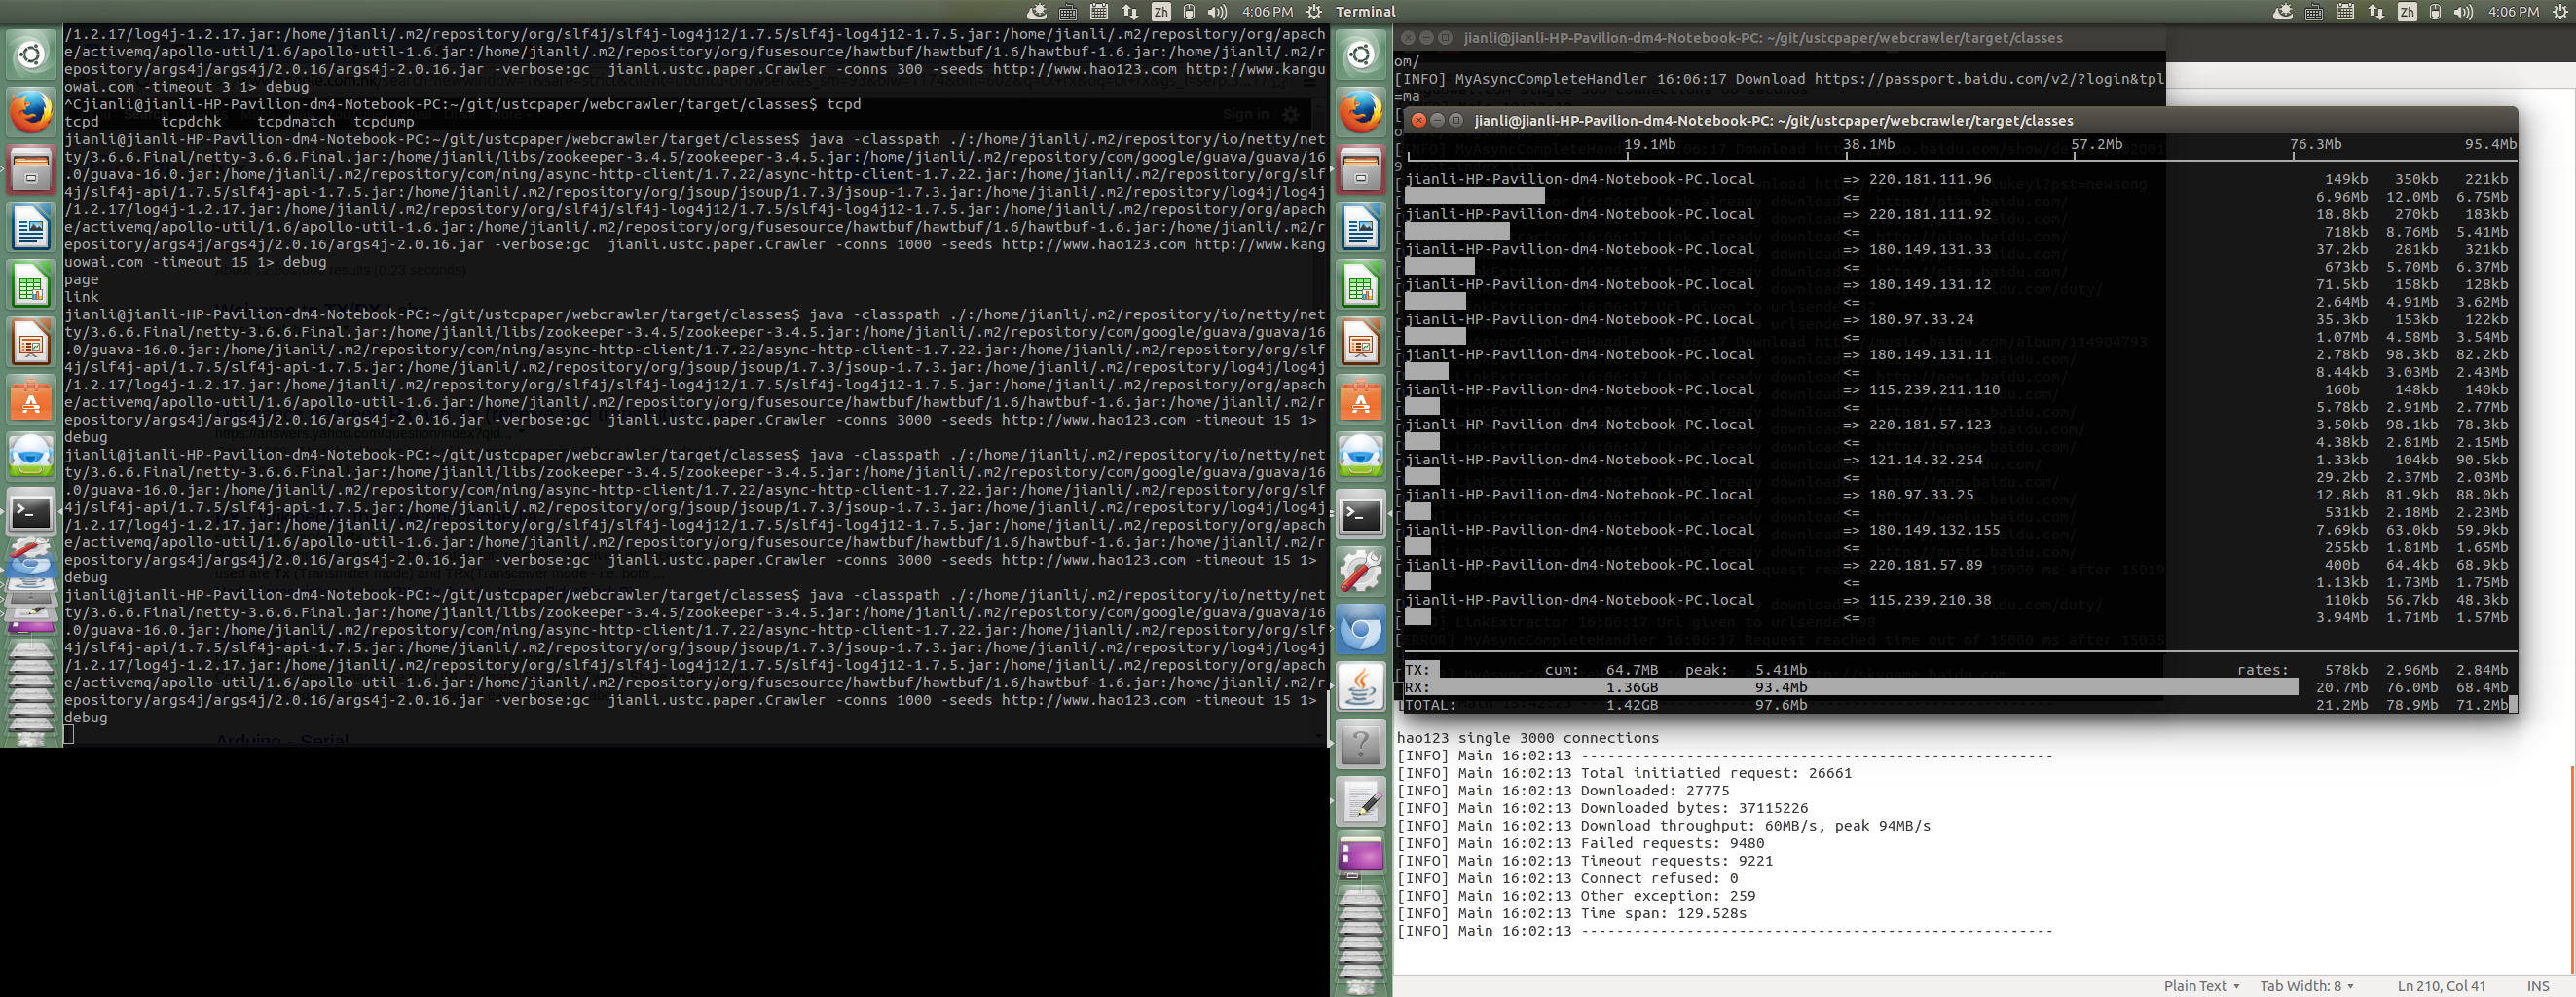 Zh 4:06 PM Terminal Zh 4:06 PM
/1.2.17/log4j-1.2.17.jar:/home/jianli/.m2/repository/org/slf4j/slf4j-log4j12/1.7.5/slf4j-log4j12-1.7.5.jar:/home/jianli/.m2/repository/org/apach
e/activemq/apollo-util/1.6/apollo-util-1.6.jar:/home/jianli/.m2/repository/org/fusesource/hawtbuf/hawtbuf/1.6/hawtbuf-1.6.jar:/home/jianli/.m2/r
epository/args4j/args4j/2.0.16/args4j-2.0.16.jar -verbose:gc  jianli.ustc.paper.Crawler -conns 300 -seeds http://www.hao123.com http://www.kangu
owai.com -timeout 3 1> debug
^Cjianli@jianli-HP-Pavilion-dm4-Notebook-PC:~/git/ustcpaper/webcrawler/target/classes$ tcpd
tcpd tcpdchk tcpdmatch tcpdump
jianli@jianli-HP-Pavilion-dm4-Notebook-PC:~/git/ustcpaper/webcrawler/target/classes$ java -classpath ./:/home/jianli/.m2/repository/io/netty/net
ty/3.6.6.Final/netty-3.6.6.Final.jar:/home/jianli/libs/zookeeper-3.4.5/zookeeper-3.4.5.jar:/home/jianli/.m2/repository/com/google/guava/guava/16
.0/guava-16.0.jar:/home/jianli/.m2/repository/com/ning/async-http-client/1.7.22/async-http-client-1.7.22.jar:/home/jianli/.m2/repository/org/slf
4j/slf4j-api/1.7.5/slf4j-api-1.7.5.jar:/home/jianli/.m2/repository/org/jsoup/jsoup/1.7.3/jsoup-1.7.3.jar:/home/jianli/.m2/repository/log4j/log4j
/1.2.17/log4j-1.2.17.jar:/home/jianli/.m2/repository/org/slf4j/slf4j-log4j12/1.7.5/slf4j-log4j12-1.7.5.jar:/home/jianli/.m2/repository/org/apach
e/activemq/apollo-util/1.6/apollo-util-1.6.jar:/home/jianli/.m2/repository/org/fusesource/hawtbuf/hawtbuf/1.6/hawtbuf-1.6.jar:/home/jianli/.m2/r
epository/args4j/args4j/2.0.16/args4j-2.0.16.jar -verbose:gc  jianli.ustc.paper.Crawler -conns 1000 -seeds http://www.hao123.com http://www.kang
uowai.com -timeout 15 1> debug
page
link
jianli@jianli-HP-Pavilion-dm4-Notebook-PC:~/git/ustcpaper/webcrawler/target/classes$ java -classpath ./:/home/jianli/.m2/repository/io/netty/net
ty/3.6.6.Final/netty-3.6.6.Final.jar:/home/jianli/libs/zookeeper-3.4.5/zookeeper-3.4.5.jar:/home/jianli/.m2/repository/com/google/guava/guava/16
.0/guava-16.0.jar:/home/jianli/.m2/repository/com/ning/async-http-client/1.7.22/async-http-client-1.7.22.jar:/home/jianli/.m2/repository/org/slf
4j/slf4j-api/1.7.5/slf4j-api-1.7.5.jar:/home/jianli/.m2/repository/org/jsoup/jsoup/1.7.3/jsoup-1.7.3.jar:/home/jianli/.m2/repository/log4j/log4j
/1.2.17/log4j-1.2.17.jar:/home/jianli/.m2/repository/org/slf4j/slf4j-log4j12/1.7.5/slf4j-log4j12-1.7.5.jar:/home/jianli/.m2/repository/org/apach
e/activemq/apollo-util/1.6/apollo-util-1.6.jar:/home/jianli/.m2/repository/org/fusesource/hawtbuf/hawtbuf/1.6/hawtbuf-1.6.jar:/home/jianli/.m2/r
epository/args4j/args4j/2.0.16/args4j-2.0.16.jar -verbose:gc  jianli.ustc.paper.Crawler -conns 3000 -seeds http://www.hao123.com -timeout 15 1>
debug
jianli@jianli-HP-Pavilion-dm4-Notebook-PC:~/git/ustcpaper/webcrawler/target/classes$ java -classpath ./:/home/jianli/.m2/repository/io/netty/net
ty/3.6.6.Final/netty-3.6.6.Final.jar:/home/jianli/libs/zookeeper-3.4.5/zookeeper-3.4.5.jar:/home/jianli/.m2/repository/com/google/guava/guava/16
.0/guava-16.0.jar:/home/jianli/.m2/repository/com/ning/async-http-client/1.7.22/async-http-client-1.7.22.jar:/home/jianli/.m2/repository/org/slf
4j/slf4j-api/1.7.5/slf4j-api-1.7.5.jar:/home/jianli/.m2/repository/org/jsoup/jsoup/1.7.3/jsoup-1.7.3.jar:/home/jianli/.m2/repository/log4j/log4j
/1.2.17/log4j-1.2.17.jar:/home/jianli/.m2/repository/org/slf4j/slf4j-log4j12/1.7.5/slf4j-log4j12-1.7.5.jar:/home/jianli/.m2/repository/org/apach
e/activemq/apollo-util/1.6/apollo-util-1.6.jar:/home/jianli/.m2/repository/org/fusesource/hawtbuf/hawtbuf/1.6/hawtbuf-1.6.jar:/home/jianli/.m2/r
epository/args4j/args4j/2.0.16/args4j-2.0.16.jar -verbose:gc  jianli.ustc.paper.Crawler -conns 3000 -seeds http://www.hao123.com -timeout 15 1>
debug
jianli@jianli-HP-Pavilion-dm4-Notebook-PC:~/git/ustcpaper/webcrawler/target/classes$ java -classpath ./:/home/jianli/.m2/repository/io/netty/net
ty/3.6.6.Final/netty-3.6.6.Final.jar:/home/jianli/libs/zookeeper-3.4.5/zookeeper-3.4.5.jar:/home/jianli/.m2/repository/com/google/guava/guava/16
.0/guava-16.0.jar:/home/jianli/.m2/repository/com/ning/async-http-client/1.7.22/async-http-client-1.7.22.jar:/home/jianli/.m2/repository/org/slf
4j/slf4j-api/1.7.5/slf4j-api-1.7.5.jar:/home/jianli/.m2/repository/org/jsoup/jsoup/1.7.3/jsoup-1.7.3.jar:/home/jianli/.m2/repository/log4j/log4j
/1.2.17/log4j-1.2.17.jar:/home/jianli/.m2/repository/org/slf4j/slf4j-log4j12/1.7.5/slf4j-log4j12-1.7.5.jar:/home/jianli/.m2/repository/org/apach
e/activemq/apollo-util/1.6/apollo-util-1.6.jar:/home/jianli/.m2/repository/org/fusesource/hawtbuf/hawtbuf/1.6/hawtbuf-1.6.jar:/home/jianli/.m2/r
epository/args4j/args4j/2.0.16/args4j-2.0.16.jar -verbose:gc  jianli.ustc.paper.Crawler -conns 1000 -seeds http://www.hao123.com -timeout 15 1>
debug
jianli@jianli-HP-Pavilion-dm4-Notebook-PC: ~/git/ustcpaper/webcrawler/target/classes
om/
[INFO] MyAsyncCompleteHandler 16:06:17 Download https://passport.baidu.com/v2/?login&tpl
=ma
jianli@jianli-HP-Pavilion-dm4-Notebook-PC: ~/git/ustcpaper/webcrawler/target/classes
19.1Mb 38.1Mb 57.2Mb 76.3Mb 95.4Mb
jianli-HP-Pavilion-dm4-Notebook-PC.local => 220.181.111.96 149kb 350kb 221kb
<= 6.96Mb 12.0Mb 6.75Mb
jianli-HP-Pavilion-dm4-Notebook-PC.local => 220.181.111.92 18.8kb 270kb 183kb
<= 718kb 8.76Mb 5.41Mb
jianli-HP-Pavilion-dm4-Notebook-PC.local => 180.149.131.33 37.2kb 281kb 321kb
<= 673kb 5.70Mb 6.37Mb
jianli-HP-Pavilion-dm4-Notebook-PC.local => 180.149.131.12 71.5kb 158kb 128kb
<= 2.64Mb 4.91Mb 3.62Mb
jianli-HP-Pavilion-dm4-Notebook-PC.local => 180.97.33.24 35.3kb 153kb 122kb
<= 1.07Mb 4.58Mb 3.54Mb
jianli-HP-Pavilion-dm4-Notebook-PC.local => 180.149.131.11 2.78kb 98.3kb 82.2kb
<= 8.44kb 3.03Mb 2.43Mb
jianli-HP-Pavilion-dm4-Notebook-PC.local => 115.239.211.110 160b 148kb 140kb
<= 5.78kb 2.91Mb 2.77Mb
jianli-HP-Pavilion-dm4-Notebook-PC.local => 220.181.57.123 3.50kb 98.1kb 78.3kb
<= 4.38kb 2.81Mb 2.15Mb
jianli-HP-Pavilion-dm4-Notebook-PC.local => 121.14.32.254 1.33kb 104kb 90.5kb
<= 29.2kb 2.37Mb 2.03Mb
jianli-HP-Pavilion-dm4-Notebook-PC.local => 180.97.33.25 12.8kb 81.9kb 88.0kb
<= 531kb 2.18Mb 2.23Mb
jianli-HP-Pavilion-dm4-Notebook-PC.local => 180.149.132.155 7.69kb 63.0kb 59.9kb
<= 255kb 1.81Mb 1.65Mb
jianli-HP-Pavilion-dm4-Notebook-PC.local => 220.181.57.89 400b 64.4kb 68.9kb
<= 1.13kb 1.73Mb 1.75Mb
jianli-HP-Pavilion-dm4-Notebook-PC.local => 115.239.210.38 110kb 56.7kb 48.3kb
<= 3.94Mb 1.71Mb 1.57Mb
TX: cum: 64.7MB peak: 5.41Mb rates: 578kb 2.96Mb 2.84Mb
RX: 1.36GB 93.4Mb 20.7Mb 76.0Mb 68.4Mb
TOTAL: 1.42GB 97.6Mb 21.2Mb 78.9Mb 71.2Mb
hao123 single 3000 connections
[INFO] Main 16:02:13 ------------------------------------------------------
[INFO] Main 16:02:13 Total initiatied request: 26661
[INFO] Main 16:02:13 Downloaded: 27775
[INFO] Main 16:02:13 Downloaded bytes: 37115226
[INFO] Main 16:02:13 Download throughput: 60MB/s, peak 94MB/s
[INFO] Main 16:02:13 Failed requests: 9480
[INFO] Main 16:02:13 Timeout requests: 9221
[INFO] Main 16:02:13 Connect refused: 0
[INFO] Main 16:02:13 Other exception: 259
[INFO] Main 16:02:13 Time span: 129.528s
[INFO] Main 16:02:13 ------------------------------------------------------
Plain Text Tab Width: 8 Ln 210, Col 41 INS